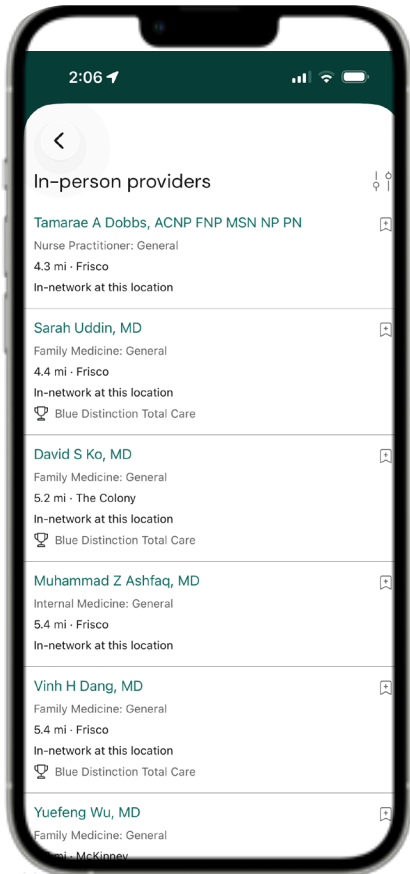 2:06
In-person providers
Tamarae A Dobbs, ACNP FNP MSN NP PN
Nurse Practitioner: General
4.3 mi · Frisco
In-network at this location
Sarah Uddin, MD
Family Medicine: General
4.4 mi · Frisco
In-network at this location
Blue Distinction Total Care
David S Ko, MD
Family Medicine: General
5.2 mi · The Colony
In-network at this location
Blue Distinction Total Care
Muhammad Z Ashfaq, MD
Internal Medicine: General
5.4 mi · Frisco
In-network at this location
Vinh H Dang, MD
Family Medicine: General
5.4 mi · Frisco
In-network at this location
Blue Distinction Total Care
Yuefeng Wu, MD
Family Medicine: General
mi · McKinney